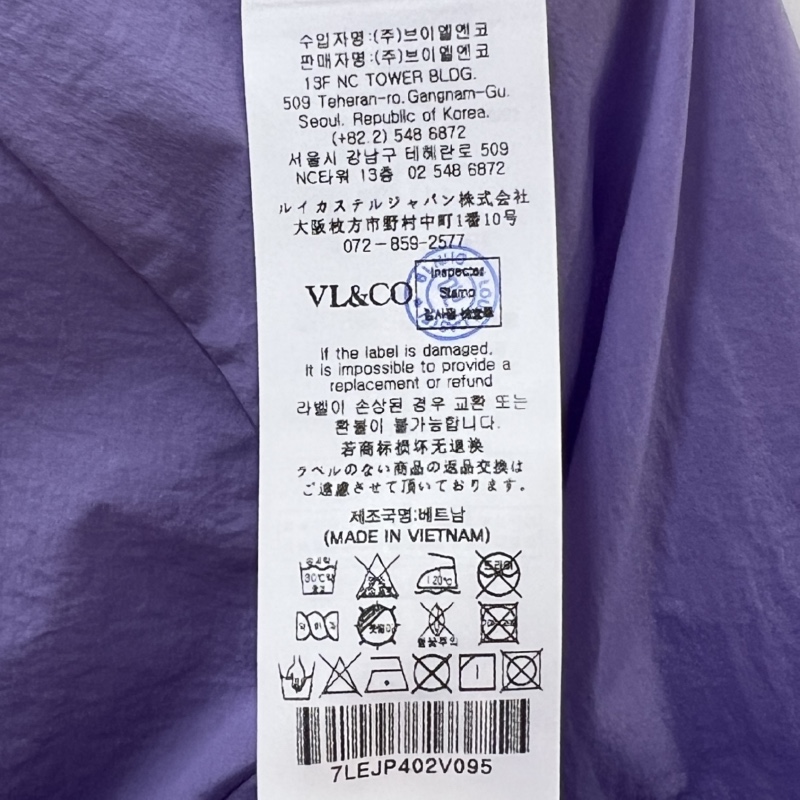 수입자명:(주)브이엘엔코
판매자명:(주)브이엘엔코
13F NC TOWER BLDG.
509 Teheran-ro. Gangnam-Gu.
Seoul. Republic of Korea.
(+82.2) 548 6872
서울시 강남구 테헤란로 509
NC타워 13층 02 548 6872
ルイカステルジャパン株式会社
大阪枚方市野村中町1番10号
072-859-2577
VL&CO
Inspector
Stamp
If the label is damaged.
It is impossible to provide a
replacement or refund
라벨이 손상된 경우 교환 또는
환불이 불가능합니다.
若商标损坏无退换
ラベルのない商品の返品交換は
ご遠慮させて頂いております。
제조국명:베트남
(MADE IN VIETNAM)
30℃
120℃
드라이
7LEJP402V095